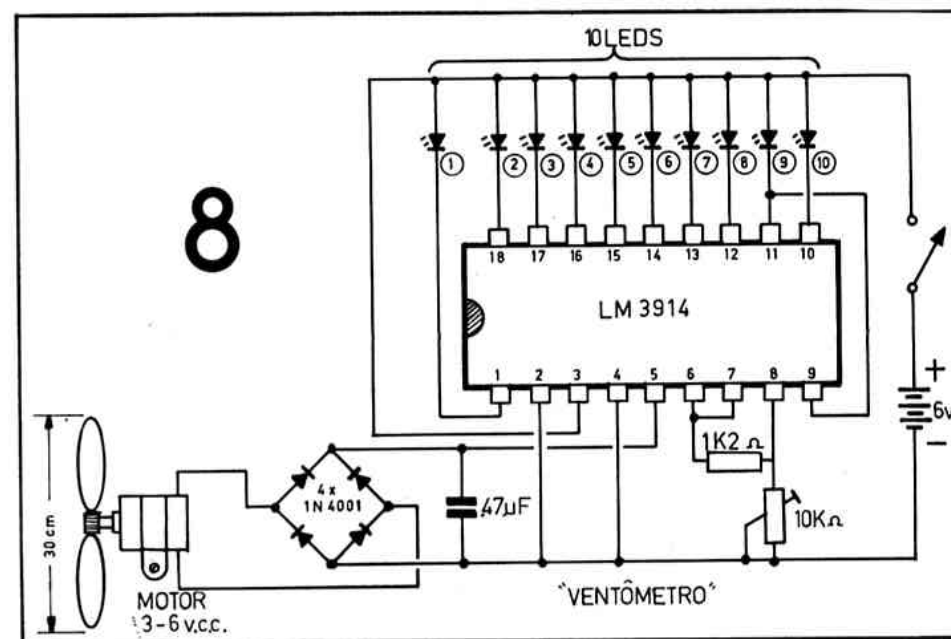 10LEDS
1 2 3 4 5 6 7 8 9 10
8
18 17 16 15 14 13 12 11 10
LM 3914
1 2 3 4 5 6 7 8 9
+
6v
−
1K2 Ω
30 cm
4x
1N 4001
.47µF
10KΩ
MOTOR
3-6 v.c.c.
"VENTÔMETRO"